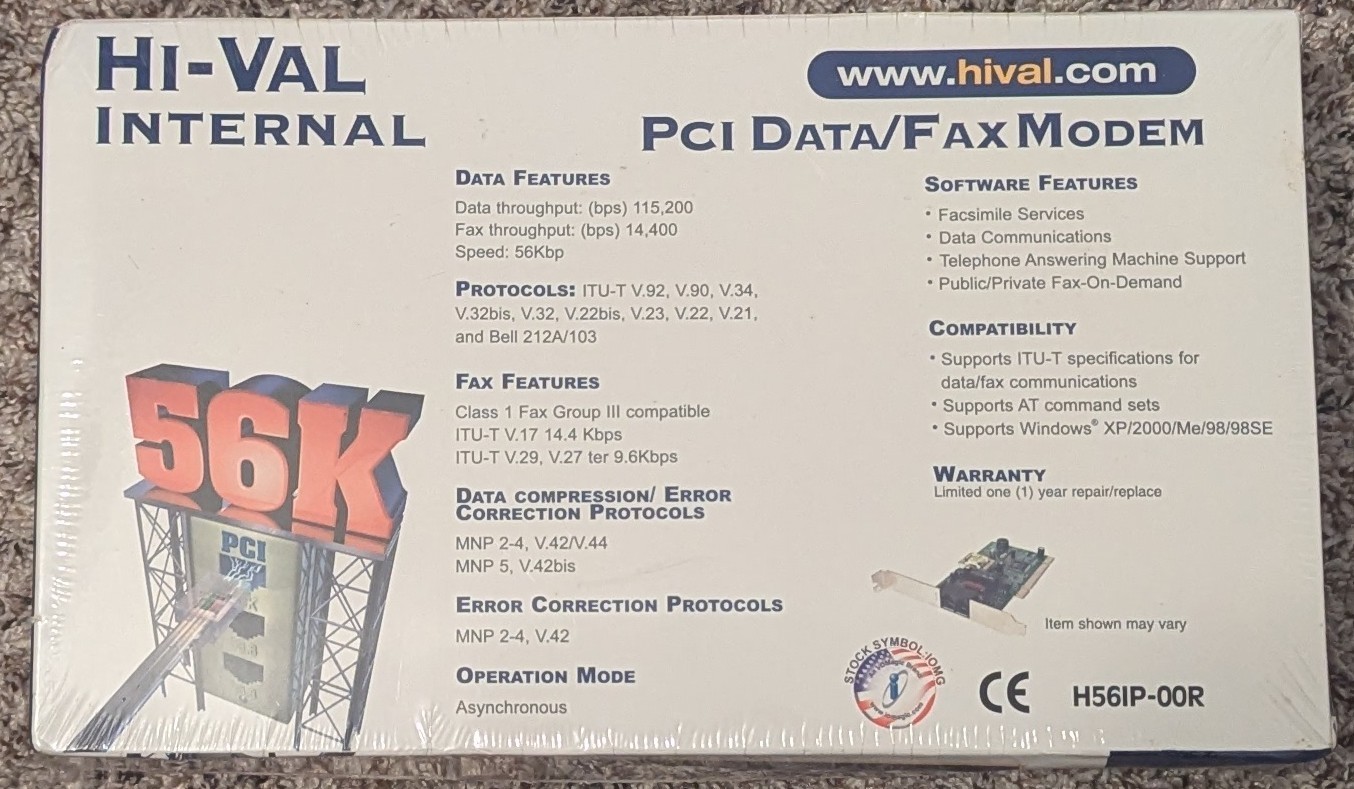 HI-VAL
INTERNAL
www.hival.com
PCI DATA/FAX MODEM
DATA FEATURES
Data throughput: (bps) 115,200
Fax throughput: (bps) 14,400
Speed: 56Kbp
PROTOCOLS: ITU-T V.92, V.90, V.34,
V.32bis, V.32, V.22bis, V.23, V.22, V.21,
and Bell 212A/103
FAX FEATURES
Class 1 Fax Group III compatible
ITU-T V.17 14.4 Kbps
ITU-T V.29, V.27 ter 9.6Kbps
DATA COMPRESSION/ ERROR
CORRECTION PROTOCOLS
MNP 2-4, V.42/V.44
MNP 5, V.42bis
ERROR CORRECTION PROTOCOLS
MNP 2-4, V.42
OPERATION MODE
Asynchronous
SOFTWARE FEATURES
• Facsimile Services
• Data Communications
• Telephone Answering Machine Support
• Public/Private Fax-On-Demand
COMPATIBILITY
• Supports ITU-T specifications for
data/fax communications
• Supports AT command sets
• Supports Windows® XP/2000/Me/98/98SE
WARRANTY
Limited one (1) year repair/replace
Item shown may vary
STOCK SYMBOL:IOMG
CE
H56IP-00R
56K
PCI